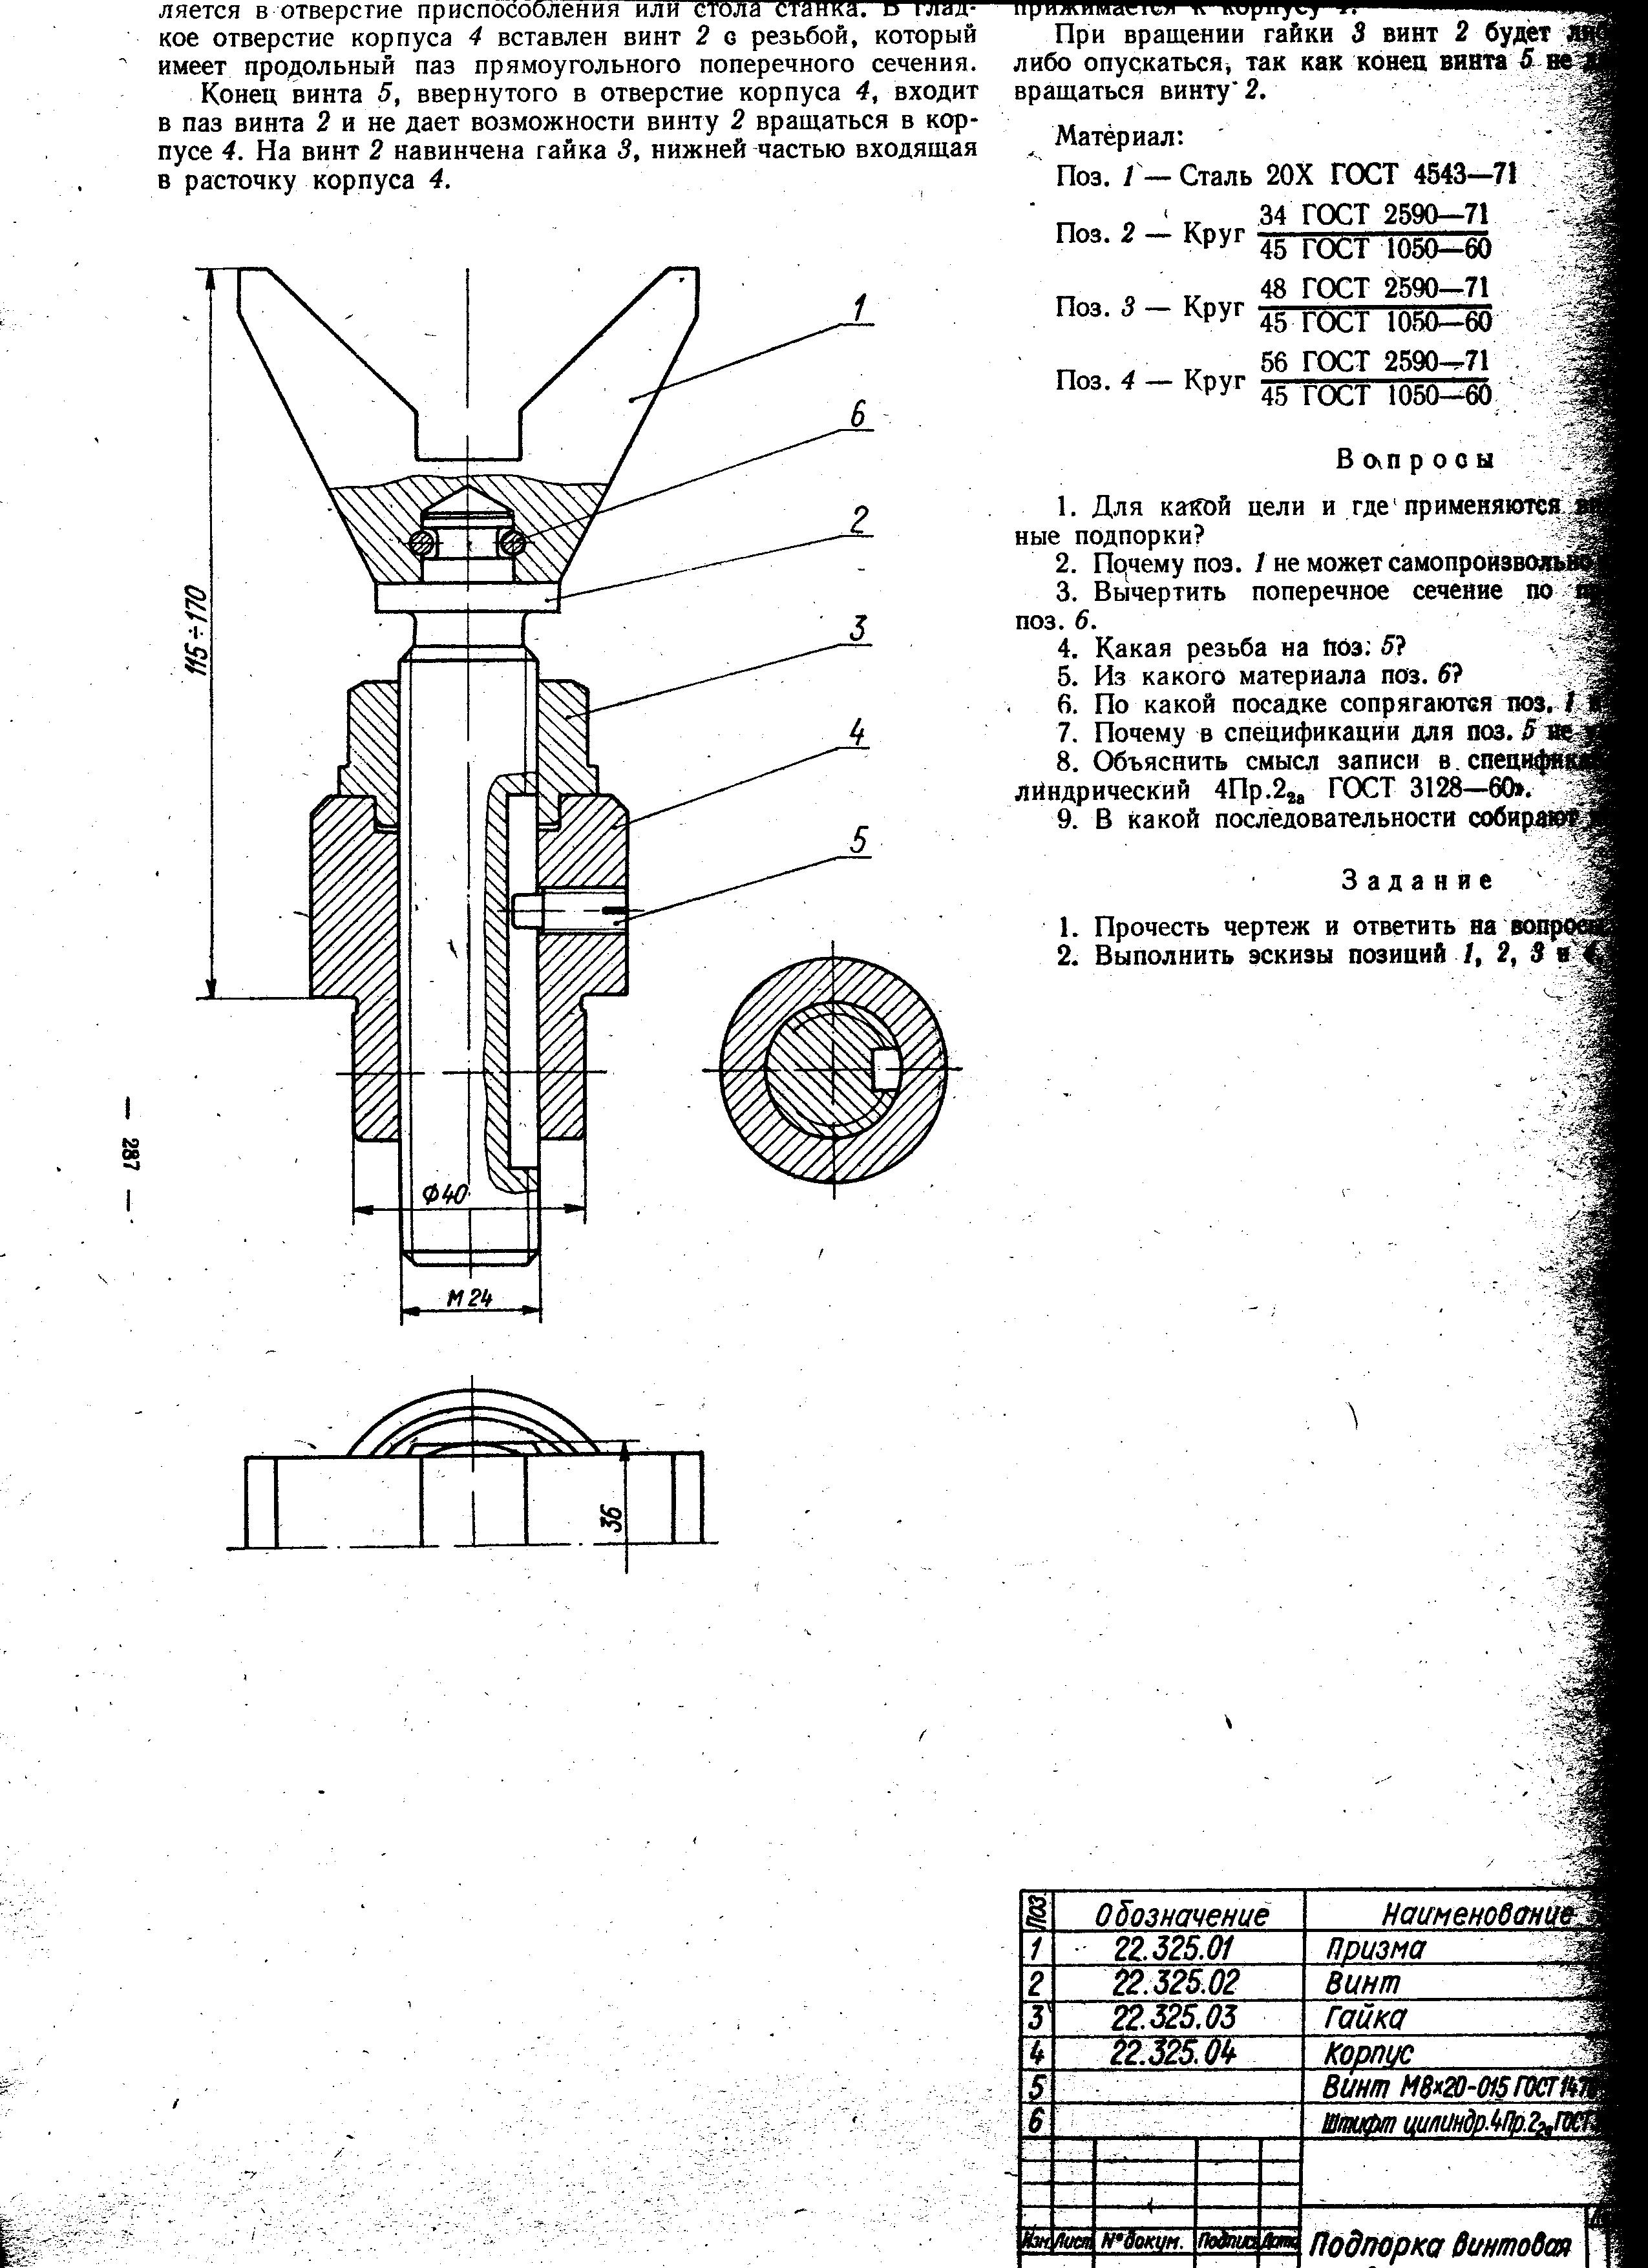 ляется в отверстие приспособления или стола станка. В глад-
кое отверстие корпуса 4 вставлен винт 2 с резьбой, который
имеет продольный паз прямоугольного поперечного сечения.
Конец винта 5, ввернутого в отверстие корпуса 4, входит
в паз винта 2 и не дает возможности винту 2 вращаться в кор-
пусе 4. На винт 2 навинчена гайка 3, нижней частью входящая
в расточку корпуса 4.
прижимается к корпусу 4.
При вращении гайки 3 винт 2 будет
либо опускаться, так как конец винта 5 не
вращаться винту 2.
Материал:
Поз. 1 — Сталь 20Х ГОСТ 4543—71
Поз. 2 — Круг 34 ГОСТ 2590—71
45 ГОСТ 1050—60
Поз. 3 — Круг 48 ГОСТ 2590—71
45 ГОСТ 1050—60
Поз. 4 — Круг 56 ГОСТ 2590—71
45 ГОСТ 1050—60
Вопросы
1. Для какой цели и где применяются
ные подпорки?
2. Почему поз. 1 не может самопроизвольно
3. Вычертить поперечное сечение по
поз. 6.
4. Какая резьба на поз. 5?
5. Из какого материала поз. 6?
6. По какой посадке сопрягаются поз. 1
7. Почему в спецификации для поз. 5 не
8. Объяснить смысл записи в
линдрический 4Пр.2₂ₐ ГОСТ 3128—60».
9. В какой последовательности собирают
Задание
1. Прочесть чертеж и ответить на
2. Выполнить эскизы позиций 1, 2, 3 и 4
1
6
2
3
4
5
115÷170
Ф40
М24
36
— 287 —
Поз. Обозначение Наименование
1 22.325.01 Призма
2 22.325.02 Винт
3 22.325.03 Гайка
4 22.325.04 Корпус
5 Винт М8×20-015 ГОСТ
6 Штифт цилиндр.4Пр.2₂ₐ ГОСТ
Изм. Лист № докум. Подпись Дата
Подпорка винтовая